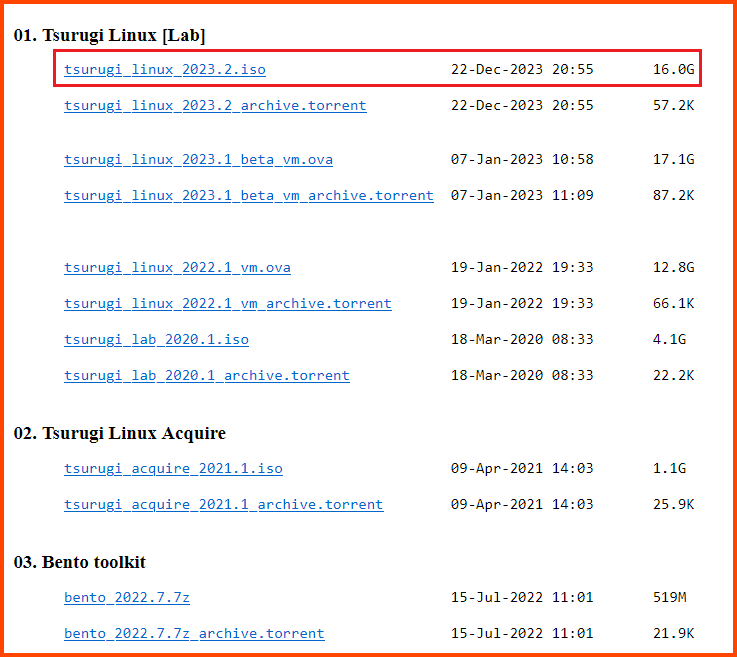 01. Tsurugi Linux [Lab]
tsurugi_linux_2023.2.iso 22-Dec-2023 20:55 16.0G
tsurugi_linux_2023.2_archive.torrent 22-Dec-2023 20:55 57.2K
tsurugi_linux_2023.1_beta_vm.ova 07-Jan-2023 10:58 17.1G
tsurugi_linux_2023.1_beta_vm_archive.torrent 07-Jan-2023 11:09 87.2K
tsurugi_linux_2022.1_vm.ova 19-Jan-2022 19:33 12.8G
tsurugi_linux_2022.1_vm_archive.torrent 19-Jan-2022 19:33 66.1K
tsurugi_lab_2020.1.iso 18-Mar-2020 08:33 4.1G
tsurugi_lab_2020.1_archive.torrent 18-Mar-2020 08:33 22.2K
02. Tsurugi Linux Acquire
tsurugi_acquire_2021.1.iso 09-Apr-2021 14:03 1.1G
tsurugi_acquire_2021.1_archive.torrent 09-Apr-2021 14:03 25.9K
03. Bento toolkit
bento_2022.7.7z 15-Jul-2022 11:01 519M
bento_2022.7.7z_archive.torrent 15-Jul-2022 11:01 21.9K